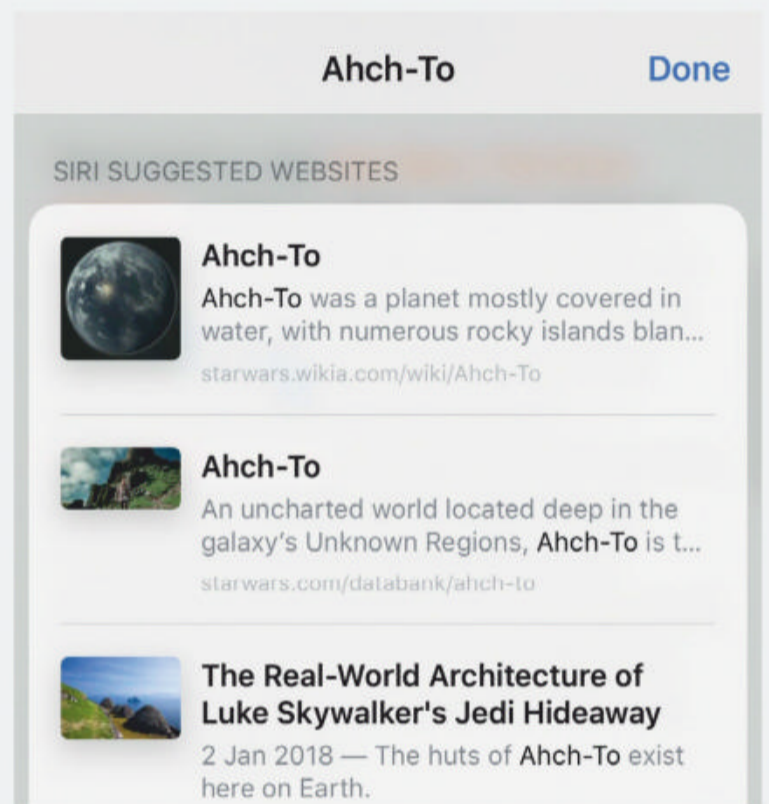 Ahch-To
Done
SIRI SUGGESTED WEBSITES
Ahch-To
Ahch-To was a planet mostly covered in
water, with numerous rocky islands blan...
starwars.wikia.com/wiki/Ahch-To
Ahch-To
An uncharted world located deep in the
galaxy's Unknown Regions, Ahch-To is t...
starwars.com/databank/ahch-to
The Real-World Architecture of
Luke Skywalker's Jedi Hideaway
2 Jan 2018 — The huts of Ahch-To exist
here on Earth.